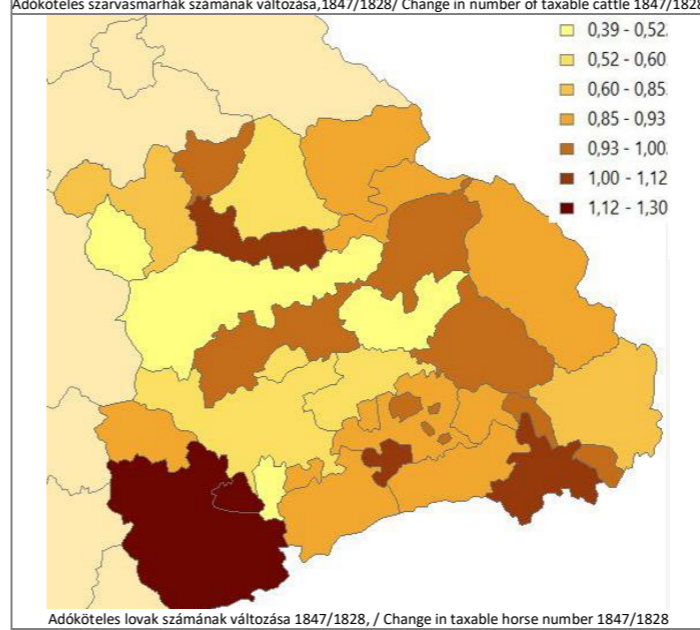 Adóköteles szarvasmarhák számának változása,1847/1828/ Change in number of taxable cattle 1847/1828
0,39 - 0,52
0,52 - 0,60
0,60 - 0,85
0,85 - 0,93
0,93 - 1,00
1,00 - 1,12
1,12 - 1,30
Adóköteles lovak számának változása 1847/1828, / Change in taxable horse number 1847/1828